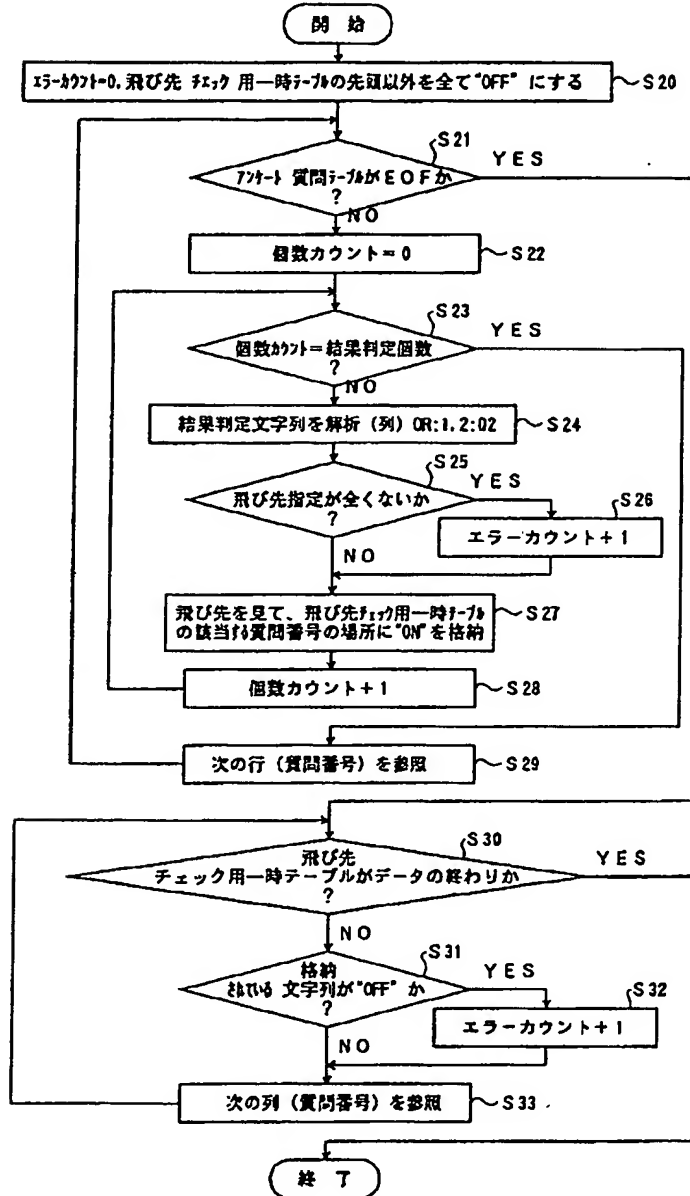 開 始
エラーカウント=0. 飛び先 チェック 用一時テーブルの先頭以外を全て"OFF" にする
S20
S21
YES
アンケート 質問テーブルがEOFか
?
NO
個数カウント=0
S22
S23
YES
個数カウント=結果判定個数
?
NO
結果判定文字列を解析 (列) OR:1, 2:02
S24
S25
YES
飛び先指定が全くないか
?
S26
エラーカウント+1
NO
飛び先を見て、飛び先チェック用一時テーブル
の該当する質問番号の場所に"ON"を格納
S27
個数カウント+1
S28
次の行 (質問番号) を参照
S29
S30
YES
飛び先
チェック用一時テーブルがデータの終わりか
?
NO
S31
YES
格納
されている 文字列が"OFF" か
?
S32
エラーカウント+1
NO
次の列 (質問番号) を参照
S33
終 了